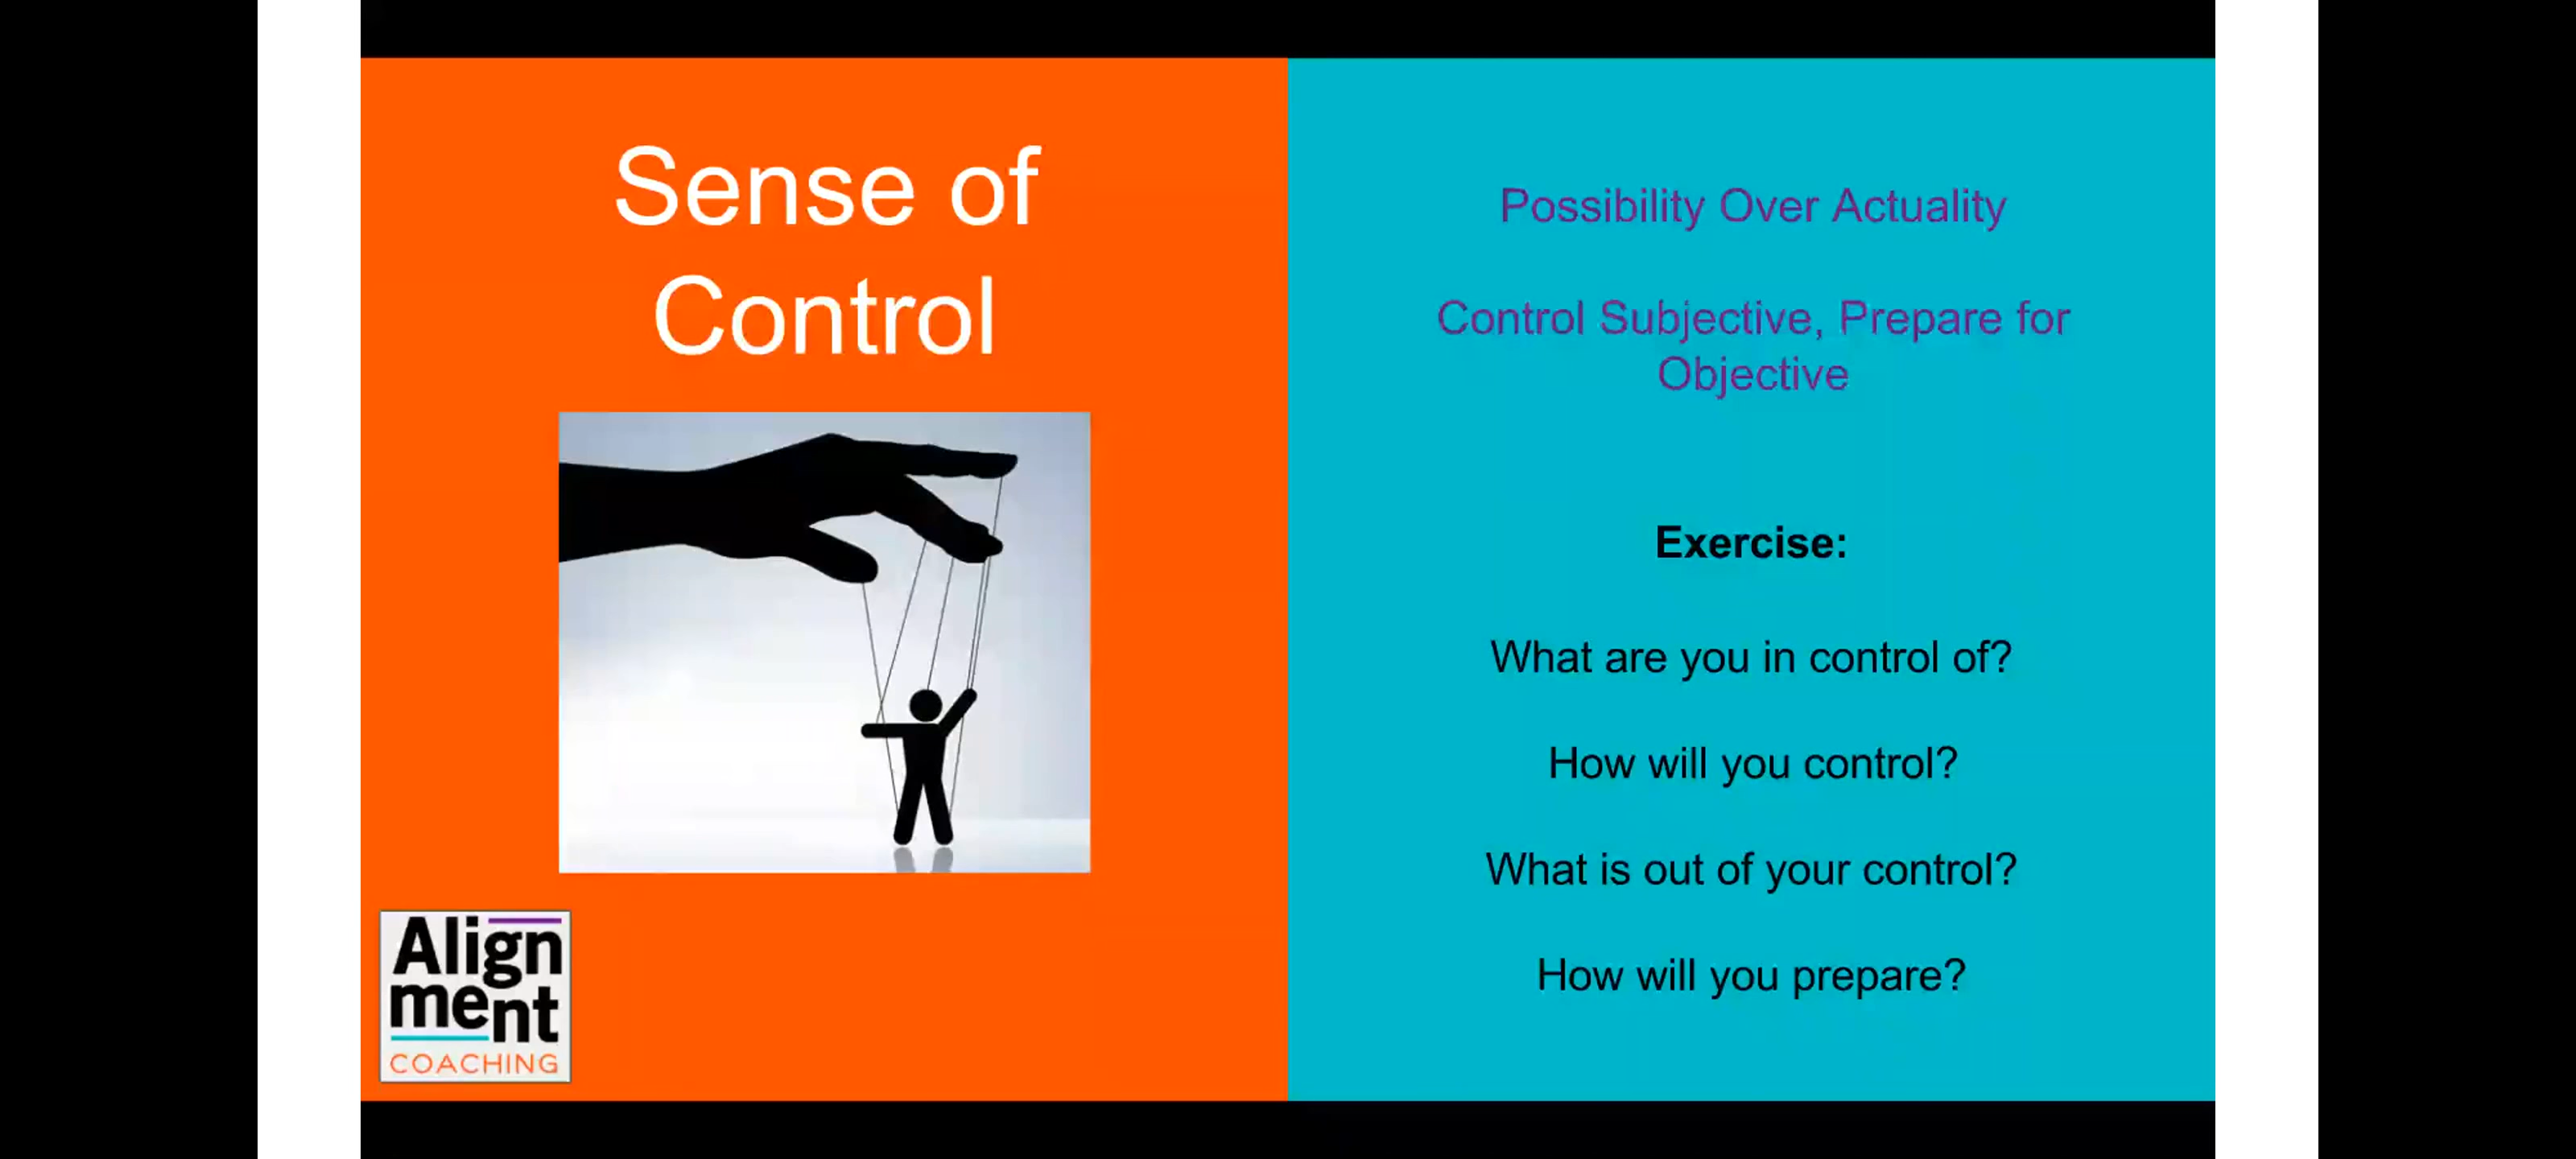 Sense of
Control
Align
ment
COACHING
Possibility Over Actuality
Control Subjective, Prepare for
Objective
Exercise:
What are you in control of?
How will you control?
What is out of your control?
How will you prepare?